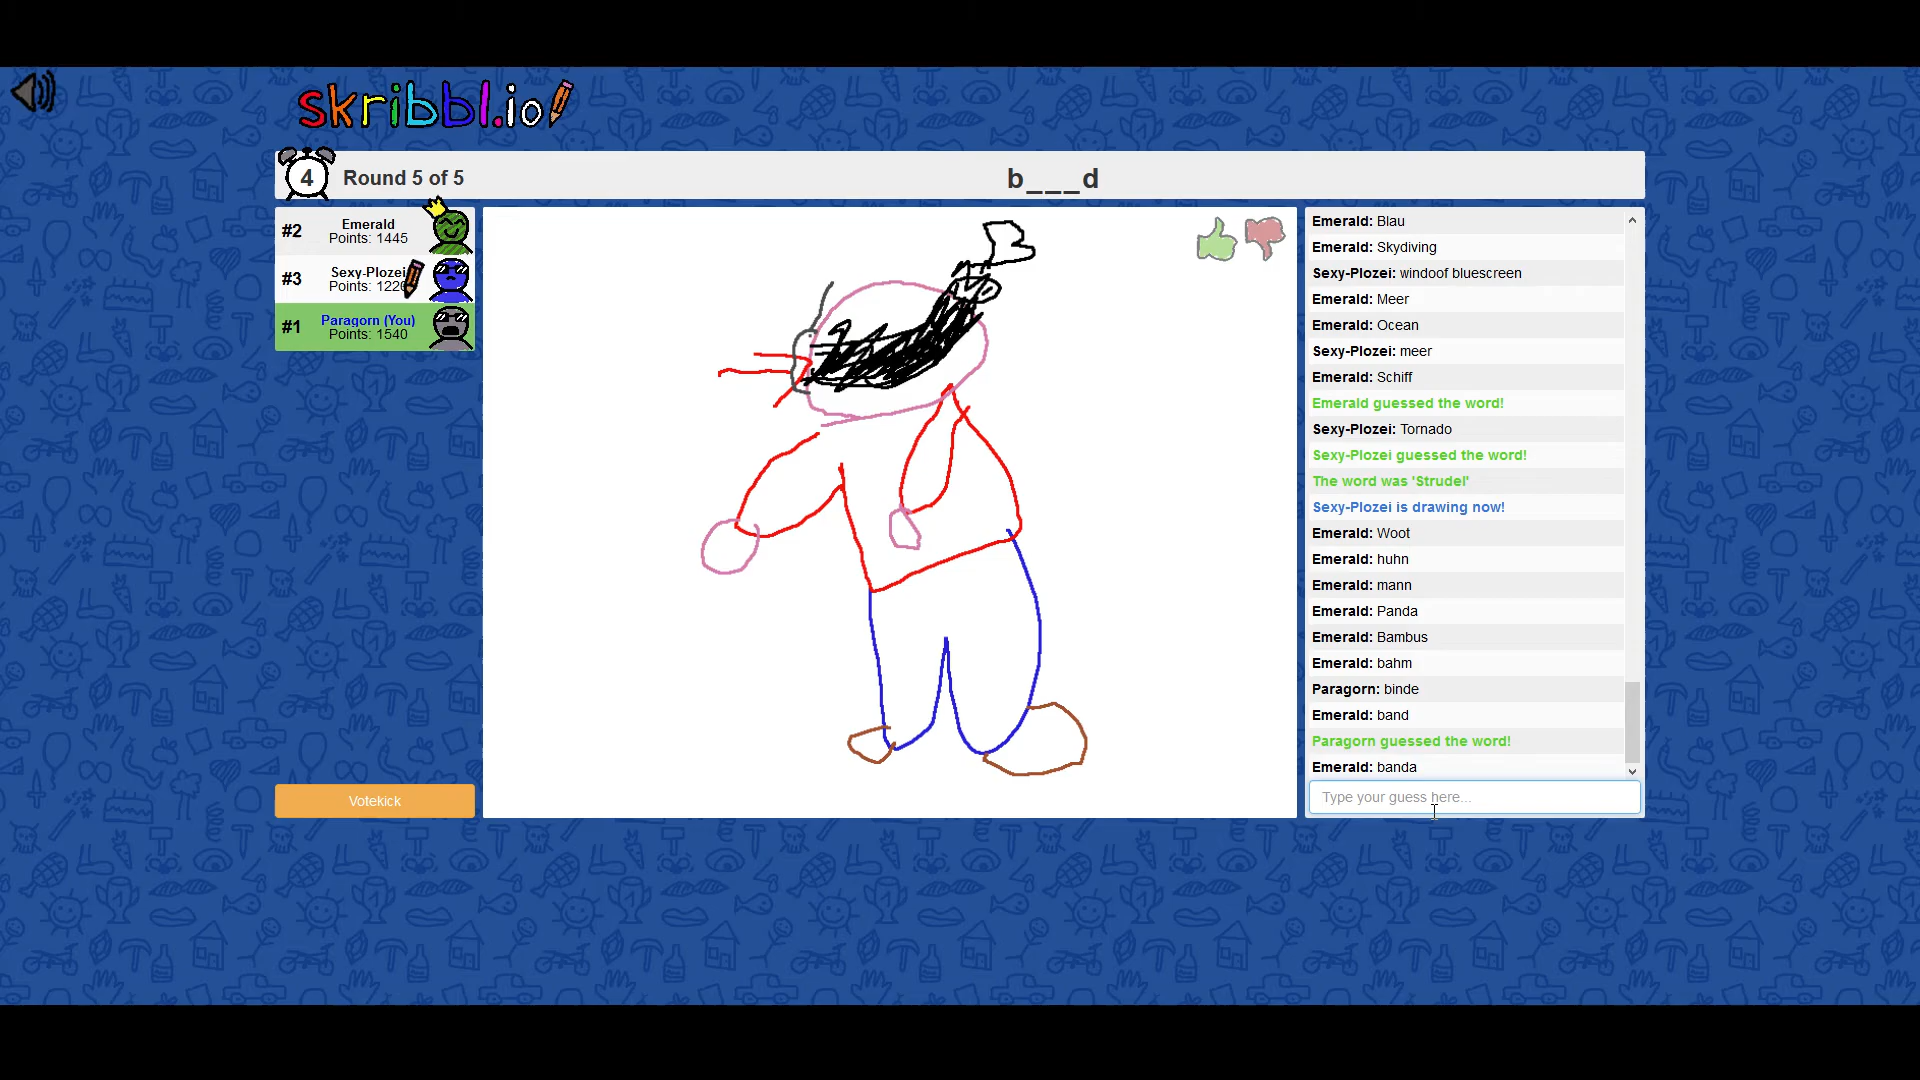 skribbl.io
4
Round 5 of 5
b___d
#2
Emerald
Points: 1445
#3
Sexy-Plozei
Points: 1220
#1
Paragorn (You)
Points: 1540
Votekick
Emerald: Blau
Emerald: Skydiving
Sexy-Plozei: windoof bluescreen
Emerald: Meer
Emerald: Ocean
Sexy-Plozei: meer
Emerald: Schiff
Emerald guessed the word!
Sexy-Plozei: Tornado
Sexy-Plozei guessed the word!
The word was 'Strudel'
Sexy-Plozei is drawing now!
Emerald: Woot
Emerald: huhn
Emerald: mann
Emerald: Panda
Emerald: Bambus
Emerald: bahm
Paragorn: binde
Emerald: band
Paragorn guessed the word!
Emerald: banda
Type your guess here...